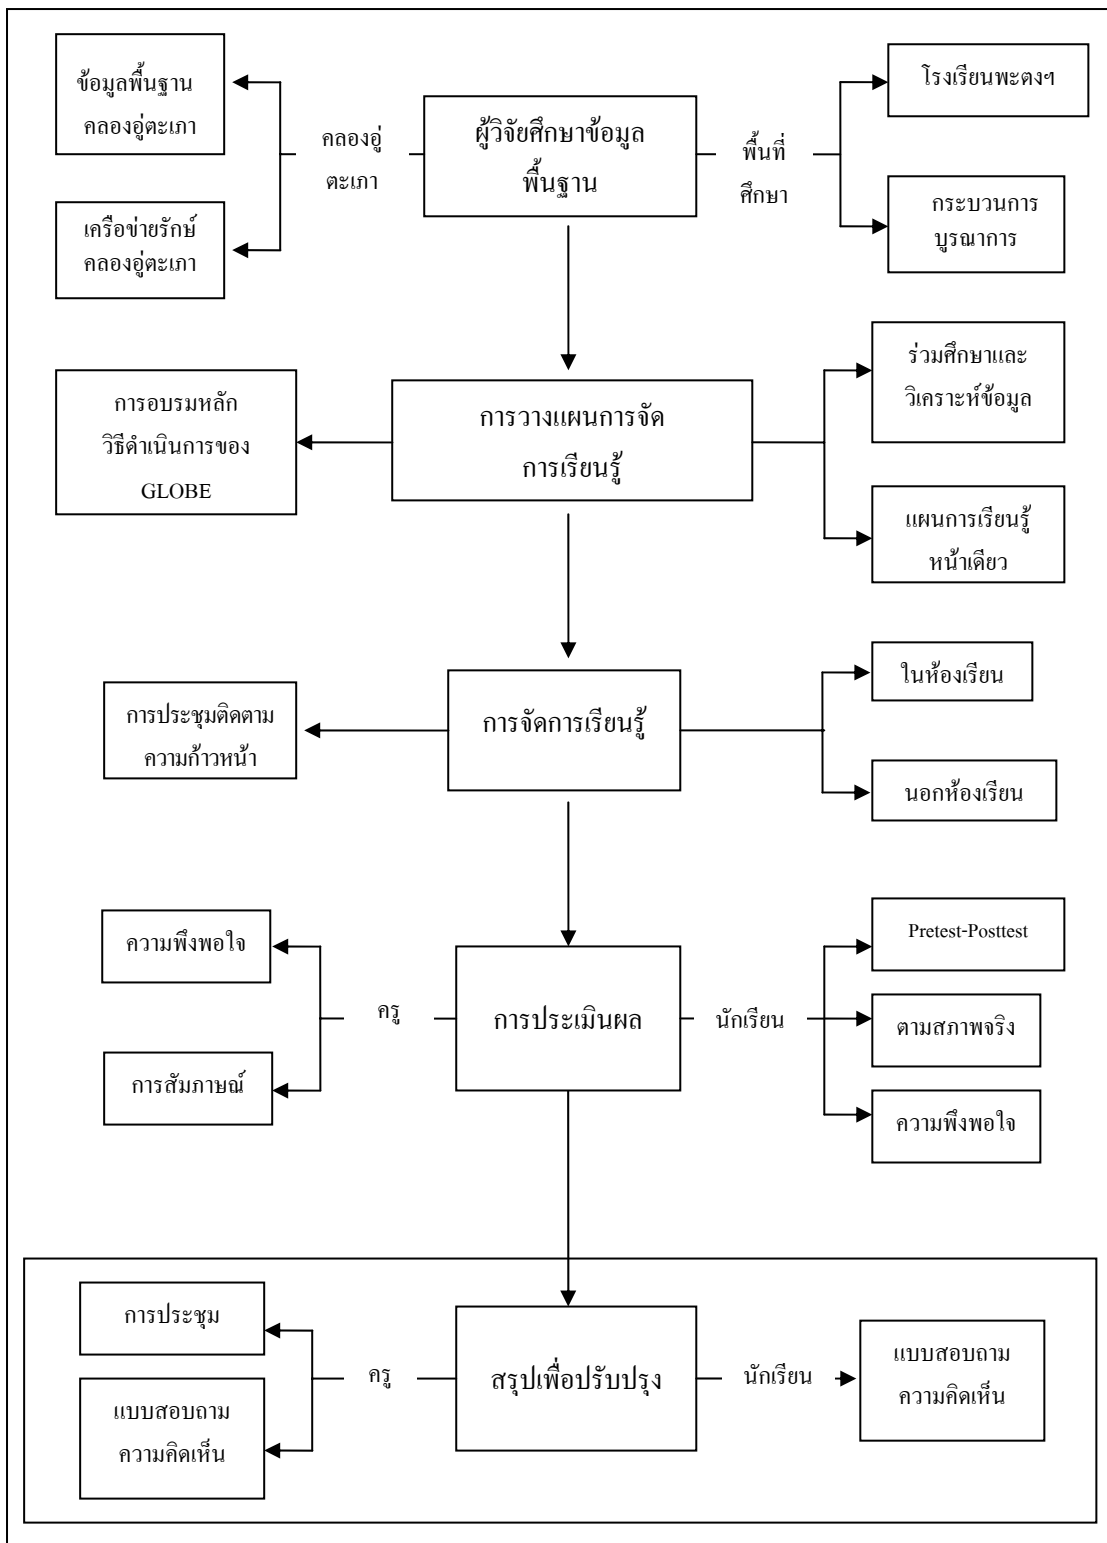 ข้อมูลพื้นฐาน
คลองอู่ตะเภา
เครือข่ายรักษ์
คลองอู่ตะเภา
คลองอู่
ตะเภา
ผู้วิจัยศึกษาข้อมูล
พื้นฐาน
พื้นที่
ศึกษา
โรงเรียนพะตงฯ
กระบวนการ
บูรณาการ
การอบรมหลัก
วิธีดำเนินการของ
GLOBE
การวางแผนการจัด
การเรียนรู้
ร่วมศึกษาและ
วิเคราะห์ข้อมูล
แผนการเรียนรู้
หน้าเดียว
การประชุมติดตาม
ความก้าวหน้า
การจัดการเรียนรู้
ในห้องเรียน
นอกห้องเรียน
ความพึงพอใจ
การสัมภาษณ์
ครู
การประเมินผล
นักเรียน
Pretest-Posttest
ตามสภาพจริง
ความพึงพอใจ
การประชุม
แบบสอบถาม
ความคิดเห็น
ครู
สรุปเพื่อปรับปรุง
นักเรียน
แบบสอบถาม
ความคิดเห็น